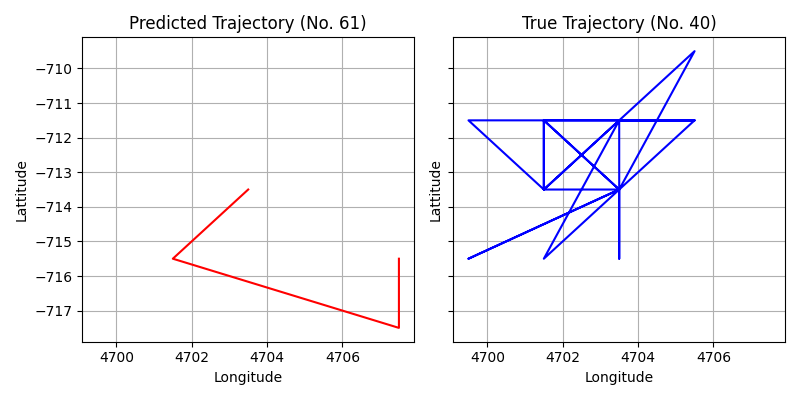 Predicted Trajectory (No. 61)
Lattitude
−710
−711
−712
−713
−714
−715
−716
−717
4700
4702
4704
4706
Longitude
True Trajectory (No. 40)
Lattitude
4700
4702
4704
4706
Longitude